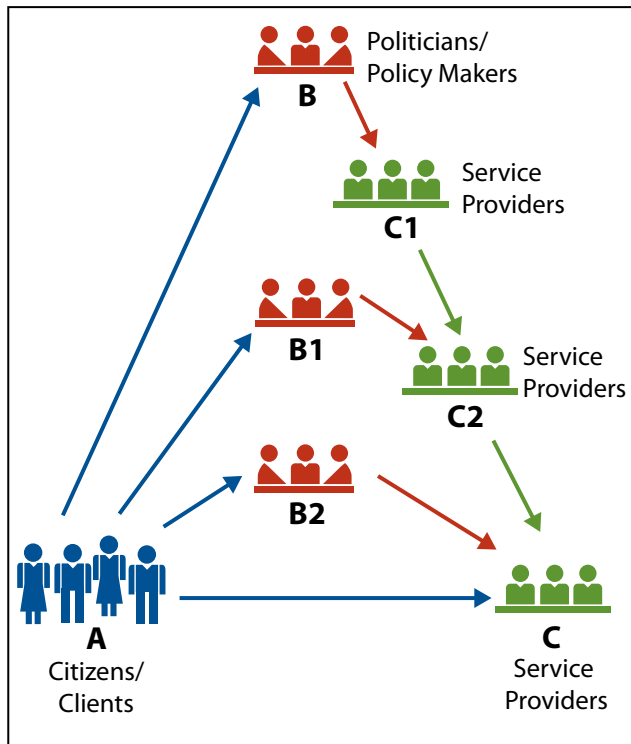 Politicians/
Policy Makers
B
Service
Providers
C1
B1
Service
Providers
C2
B2
A
Citizens/
Clients
C
Service
Providers